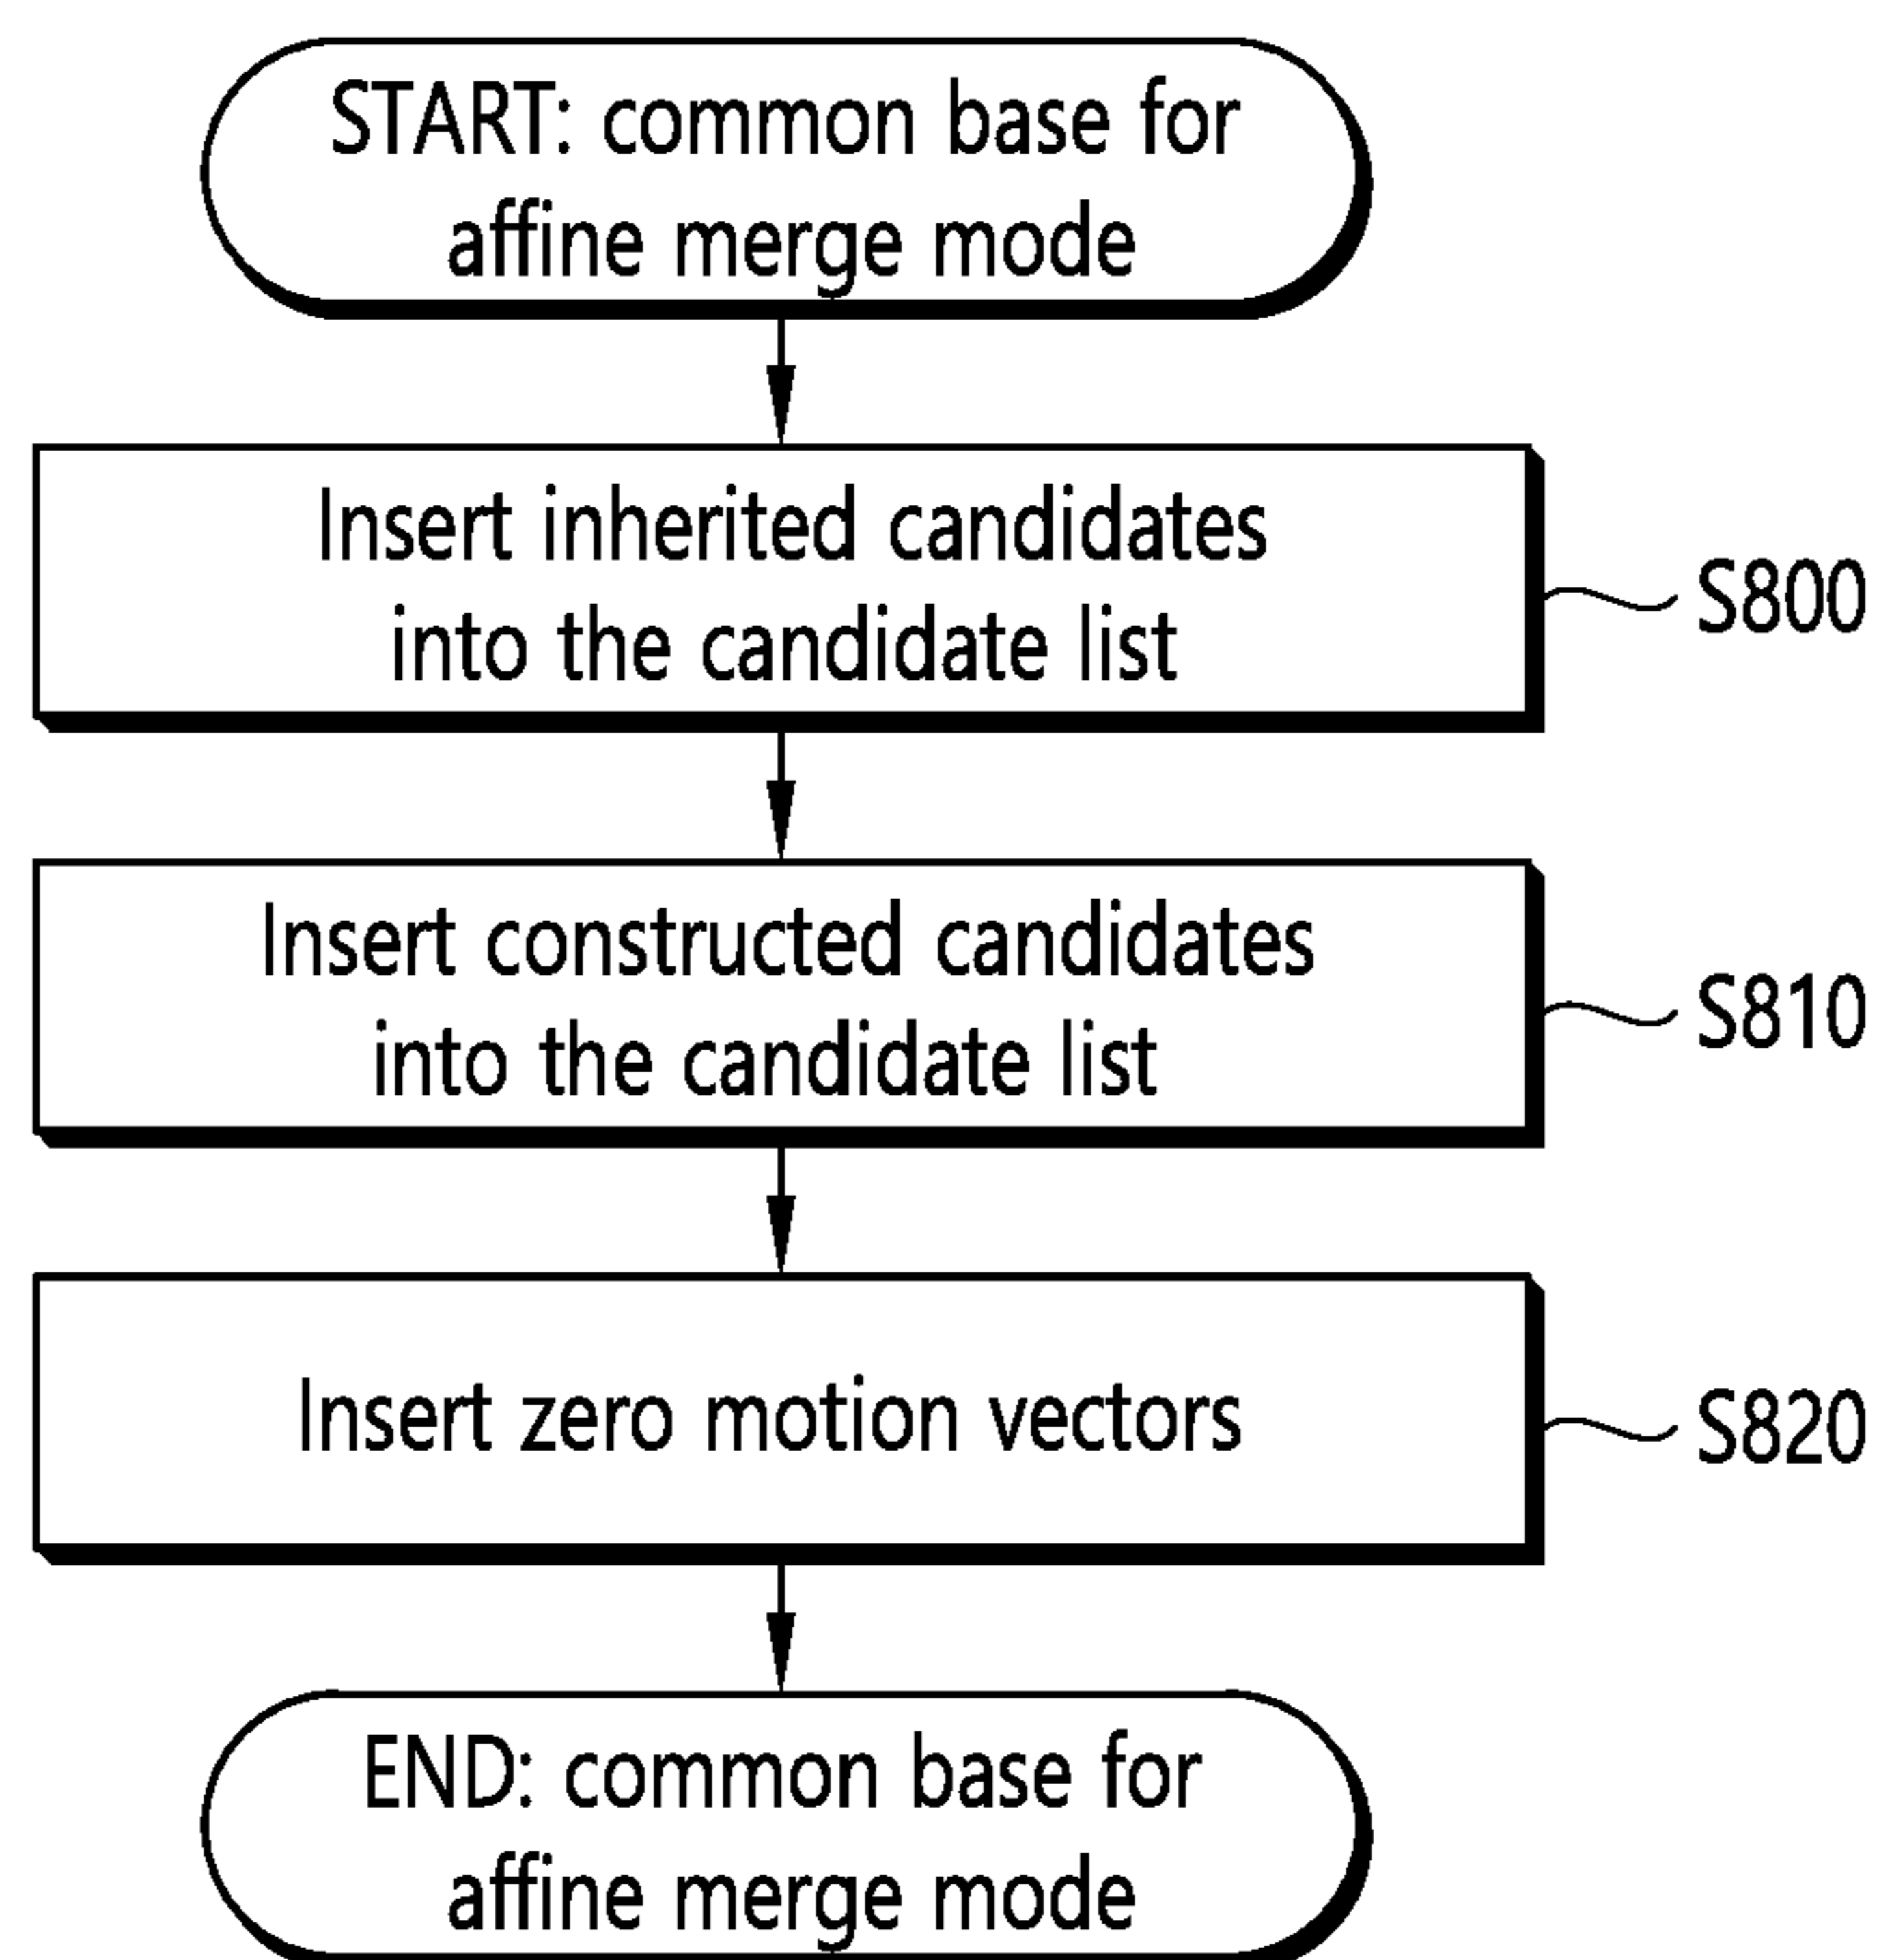 START: common base for
affine merge mode
Insert inherited candidates
into the candidate list
S800
Insert constructed candidates
into the candidate list
S810
Insert zero motion vectors
S820
END: common base for
affine merge mode